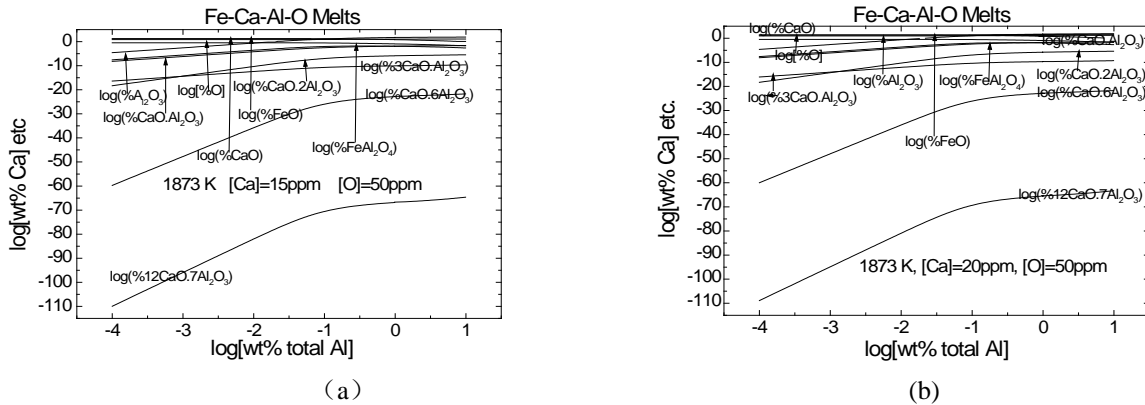 Fe-Ca-Al-O Melts
log[wt% Ca] etc
0
-10
-20
-30
-40
-50
-60
-70
-80
-90
-100
-110
log(%3CaO.Al2O3)
log(%A12O3)
log[%O]
log(%CaO.2Al2O3)
log(%CaO.6Al2O3)
log(%CaO.Al2O3)
log(%FeO)
log(%FeAl2O4)
log(%CaO)
1873 K [Ca]=15ppm [O]=50ppm
log(%12CaO.7Al2O3)
-4 -3 -2 -1 0 1
log[wt% total Al]
(a)
Fe-Ca-Al-O Melts
log[wt% Ca] etc.
0
-10
-20
-30
-40
-50
-60
-70
-80
-90
-100
-110
log(%CaO)
log(%CaO.Al2O3)
log[%O]
log(%Al2O3)
log(%FeAl2O4)
log(%CaO.2Al2O3)
log(%3CaO.Al2O3)
log(%CaO.6Al2O3)
log(%FeO)
log(%12CaO.7Al2O3)
1873 K, [Ca]=20ppm, [O]=50ppm
-4 -3 -2 -1 0 1
log[wt% total Al]
(b)